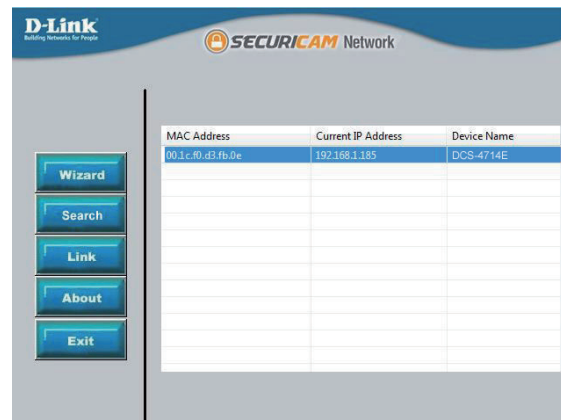 D-Link
Building Networks for People
SECURICAM Network
MAC Address Current IP Address Device Name
00.1c.f0.d3.fb.0e 192.168.1.185 DCS-4714E
Wizard
Search
Link
About
Exit